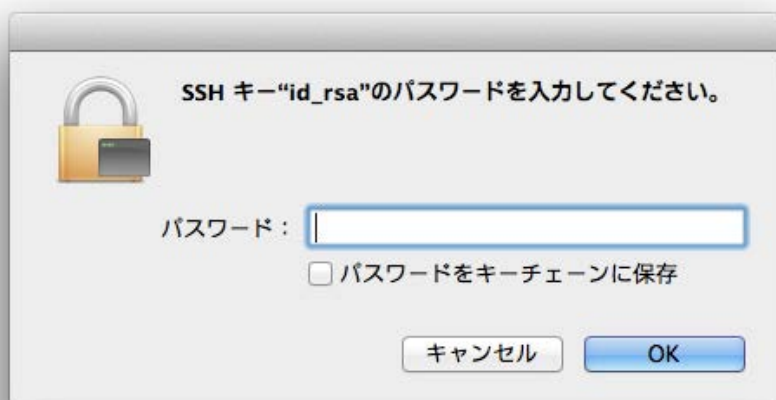 SSH キー“id_rsa”のパスワードを入力してください。
パスワード：
パスワードをキーチェーンに保存
キャンセル
OK